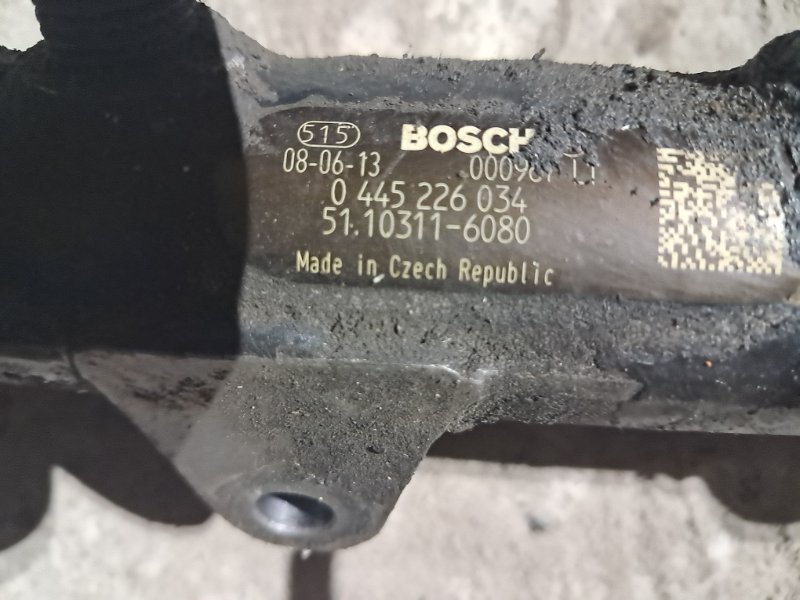 515 BOSCH
08-06-13
0 445 226 034
51.10311-6080
Made in Czech Republic